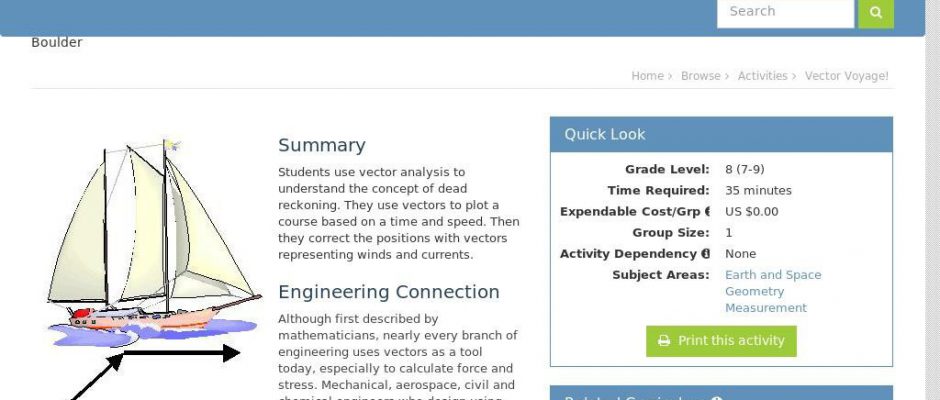 Search
Boulder
Home › Browse › Activities › Vector Voyage!
Summary
Students use vector analysis to
understand the concept of dead
reckoning. They use vectors to plot a
course based on a time and speed. Then
they correct the positions with vectors
representing winds and currents.
Engineering Connection
Although first described by
mathematicians, nearly every branch of
engineering uses vectors as a tool
today, especially to calculate force and
stress. Mechanical, aerospace, civil and
Quick Look
Grade Level: 8 (7-9)
Time Required: 35 minutes
Expendable Cost/Grp US $0.00
Group Size: 1
Activity Dependency : None
Subject Areas: Earth and Space
Geometry
Measurement
Print this activity